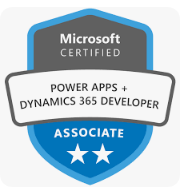 Microsoft
CERTIFIED
POWER APPS +
DYNAMICS 365 DEVELOPER
ASSOCIATE